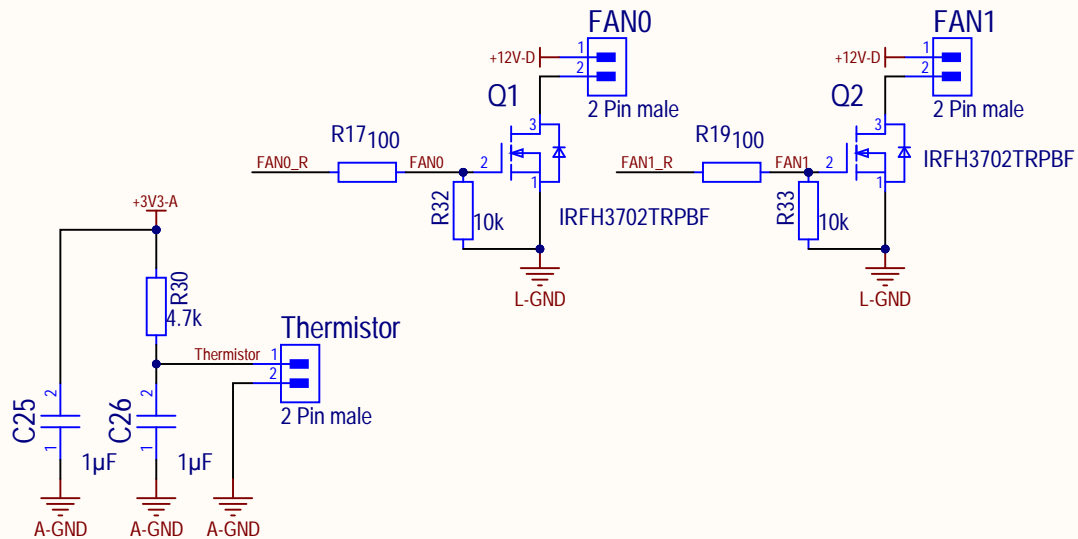 FAN0
FAN1
+12V-D
1
2
+12V-D
1
2
Q1
2 Pin male
Q2
2 Pin male
3
3
R17
100
R19
100
FAN0_R
FAN0
2
IRFH3702TRPBF
FAN1_R
FAN1
2
IRFH3702TRPBF
1
1
R32
10k
R33
10k
+3V3-A
L-GND
L-GND
R30
4.7k
Thermistor
Thermistor
1
2
2 Pin male
C25
2
1
1µF
C26
2
1
1µF
A-GND
A-GND
A-GND